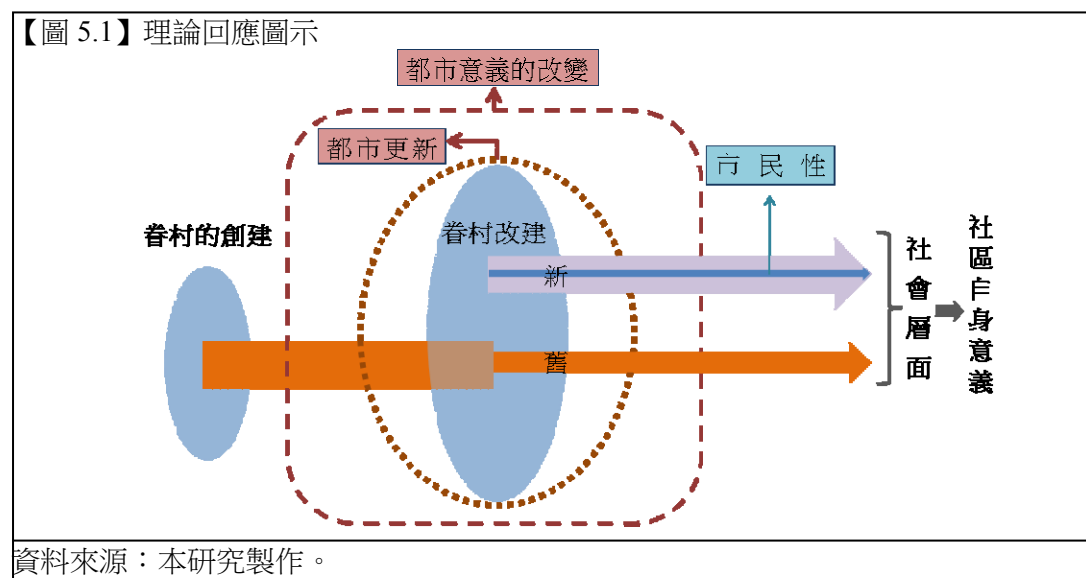 【圖 5.1】理論回應圖示
都市意義的改變
都市更新
市民性
眷村的創建
眷村改建
新
舊
社會層面
社區自身意義
資料來源：本研究製作。